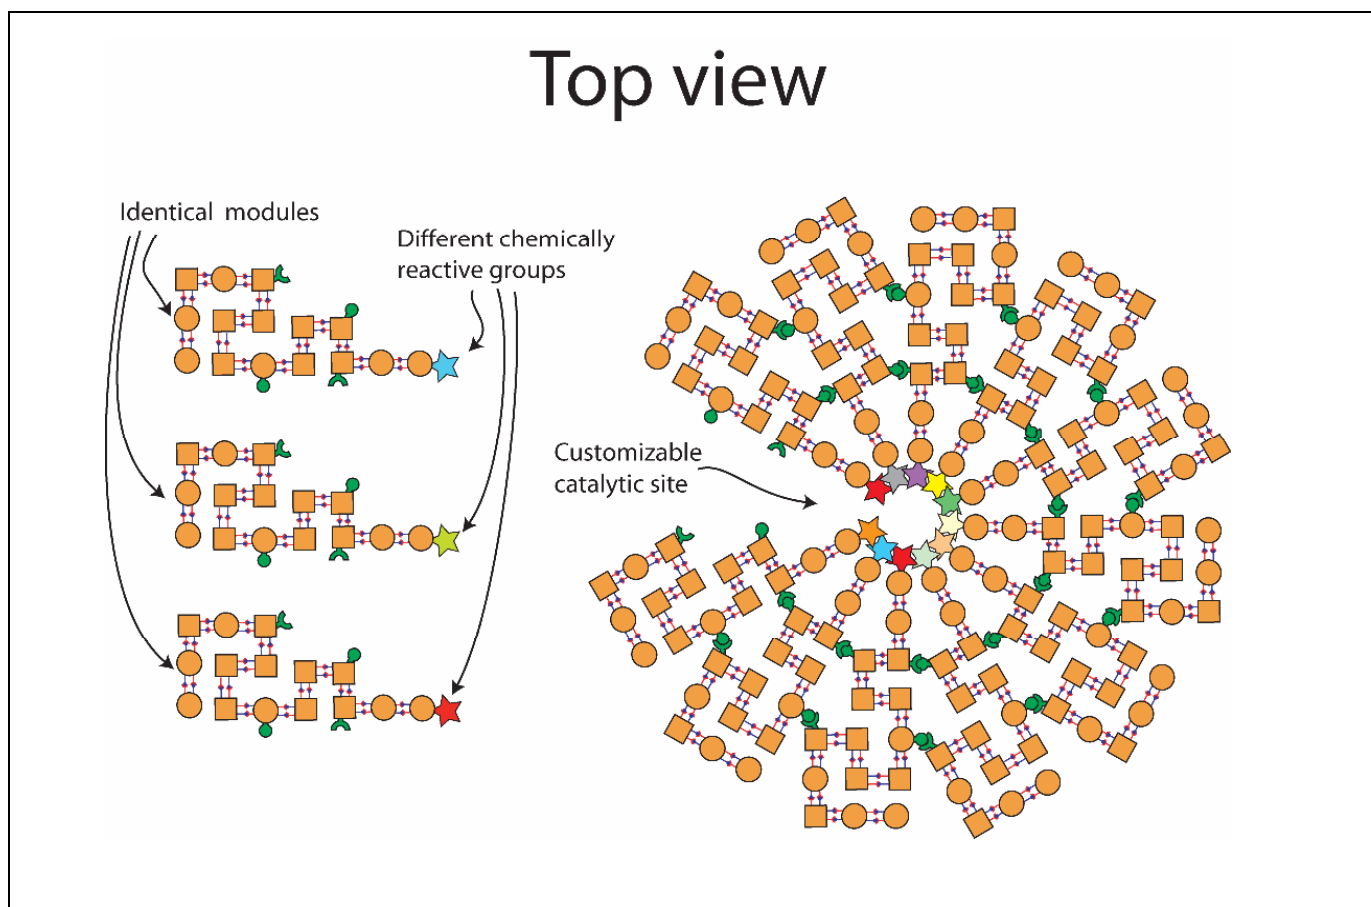 Top view
Identical modules
Different chemically
reactive groups
Customizable
catalytic site